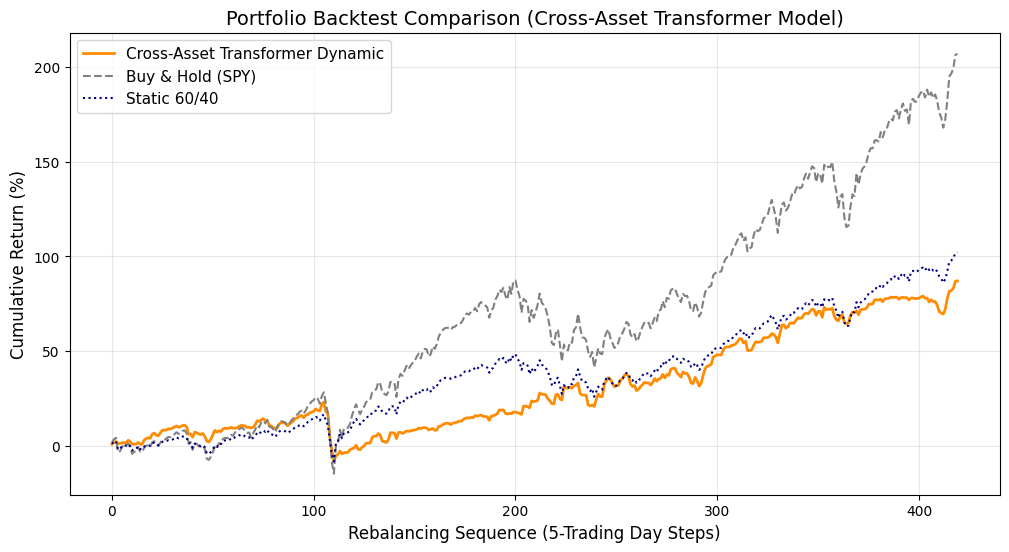 Portfolio Backtest Comparison (Cross-Asset Transformer Model)
Cross-Asset Transformer Dynamic
Buy & Hold (SPY)
Static 60/40
Cumulative Return (%)
200
150
100
50
0
0 100 200 300 400
Rebalancing Sequence (5-Trading Day Steps)